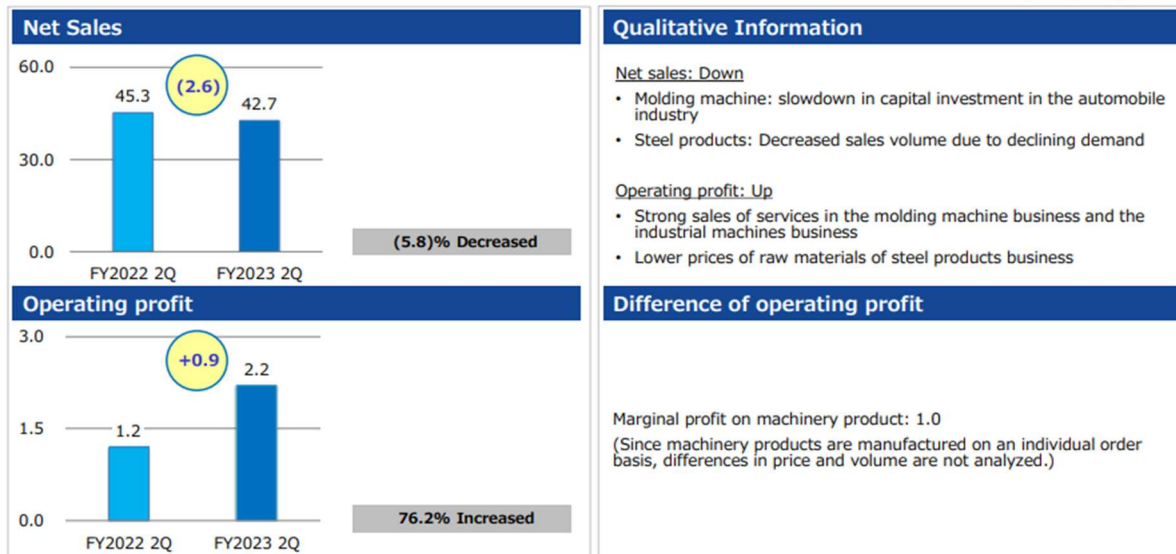 Net Sales
60.0
(2.6)
45.3
42.7
30.0
(5.8)% Decreased
0.0
FY2022 2Q
FY2023 2Q
Qualitative Information
Net sales: Down
• Molding machine: slowdown in capital investment in the automobile
industry
• Steel products: Decreased sales volume due to declining demand
Operating profit: Up
• Strong sales of services in the molding machine business and the
industrial machines business
• Lower prices of raw materials of steel products business
Operating profit
3.0
+0.9
2.2
1.5
1.2
76.2% Increased
0.0
FY2022 2Q
FY2023 2Q
Difference of operating profit
Marginal profit on machinery product: 1.0
(Since machinery products are manufactured on an individual order
basis, differences in price and volume are not analyzed.)